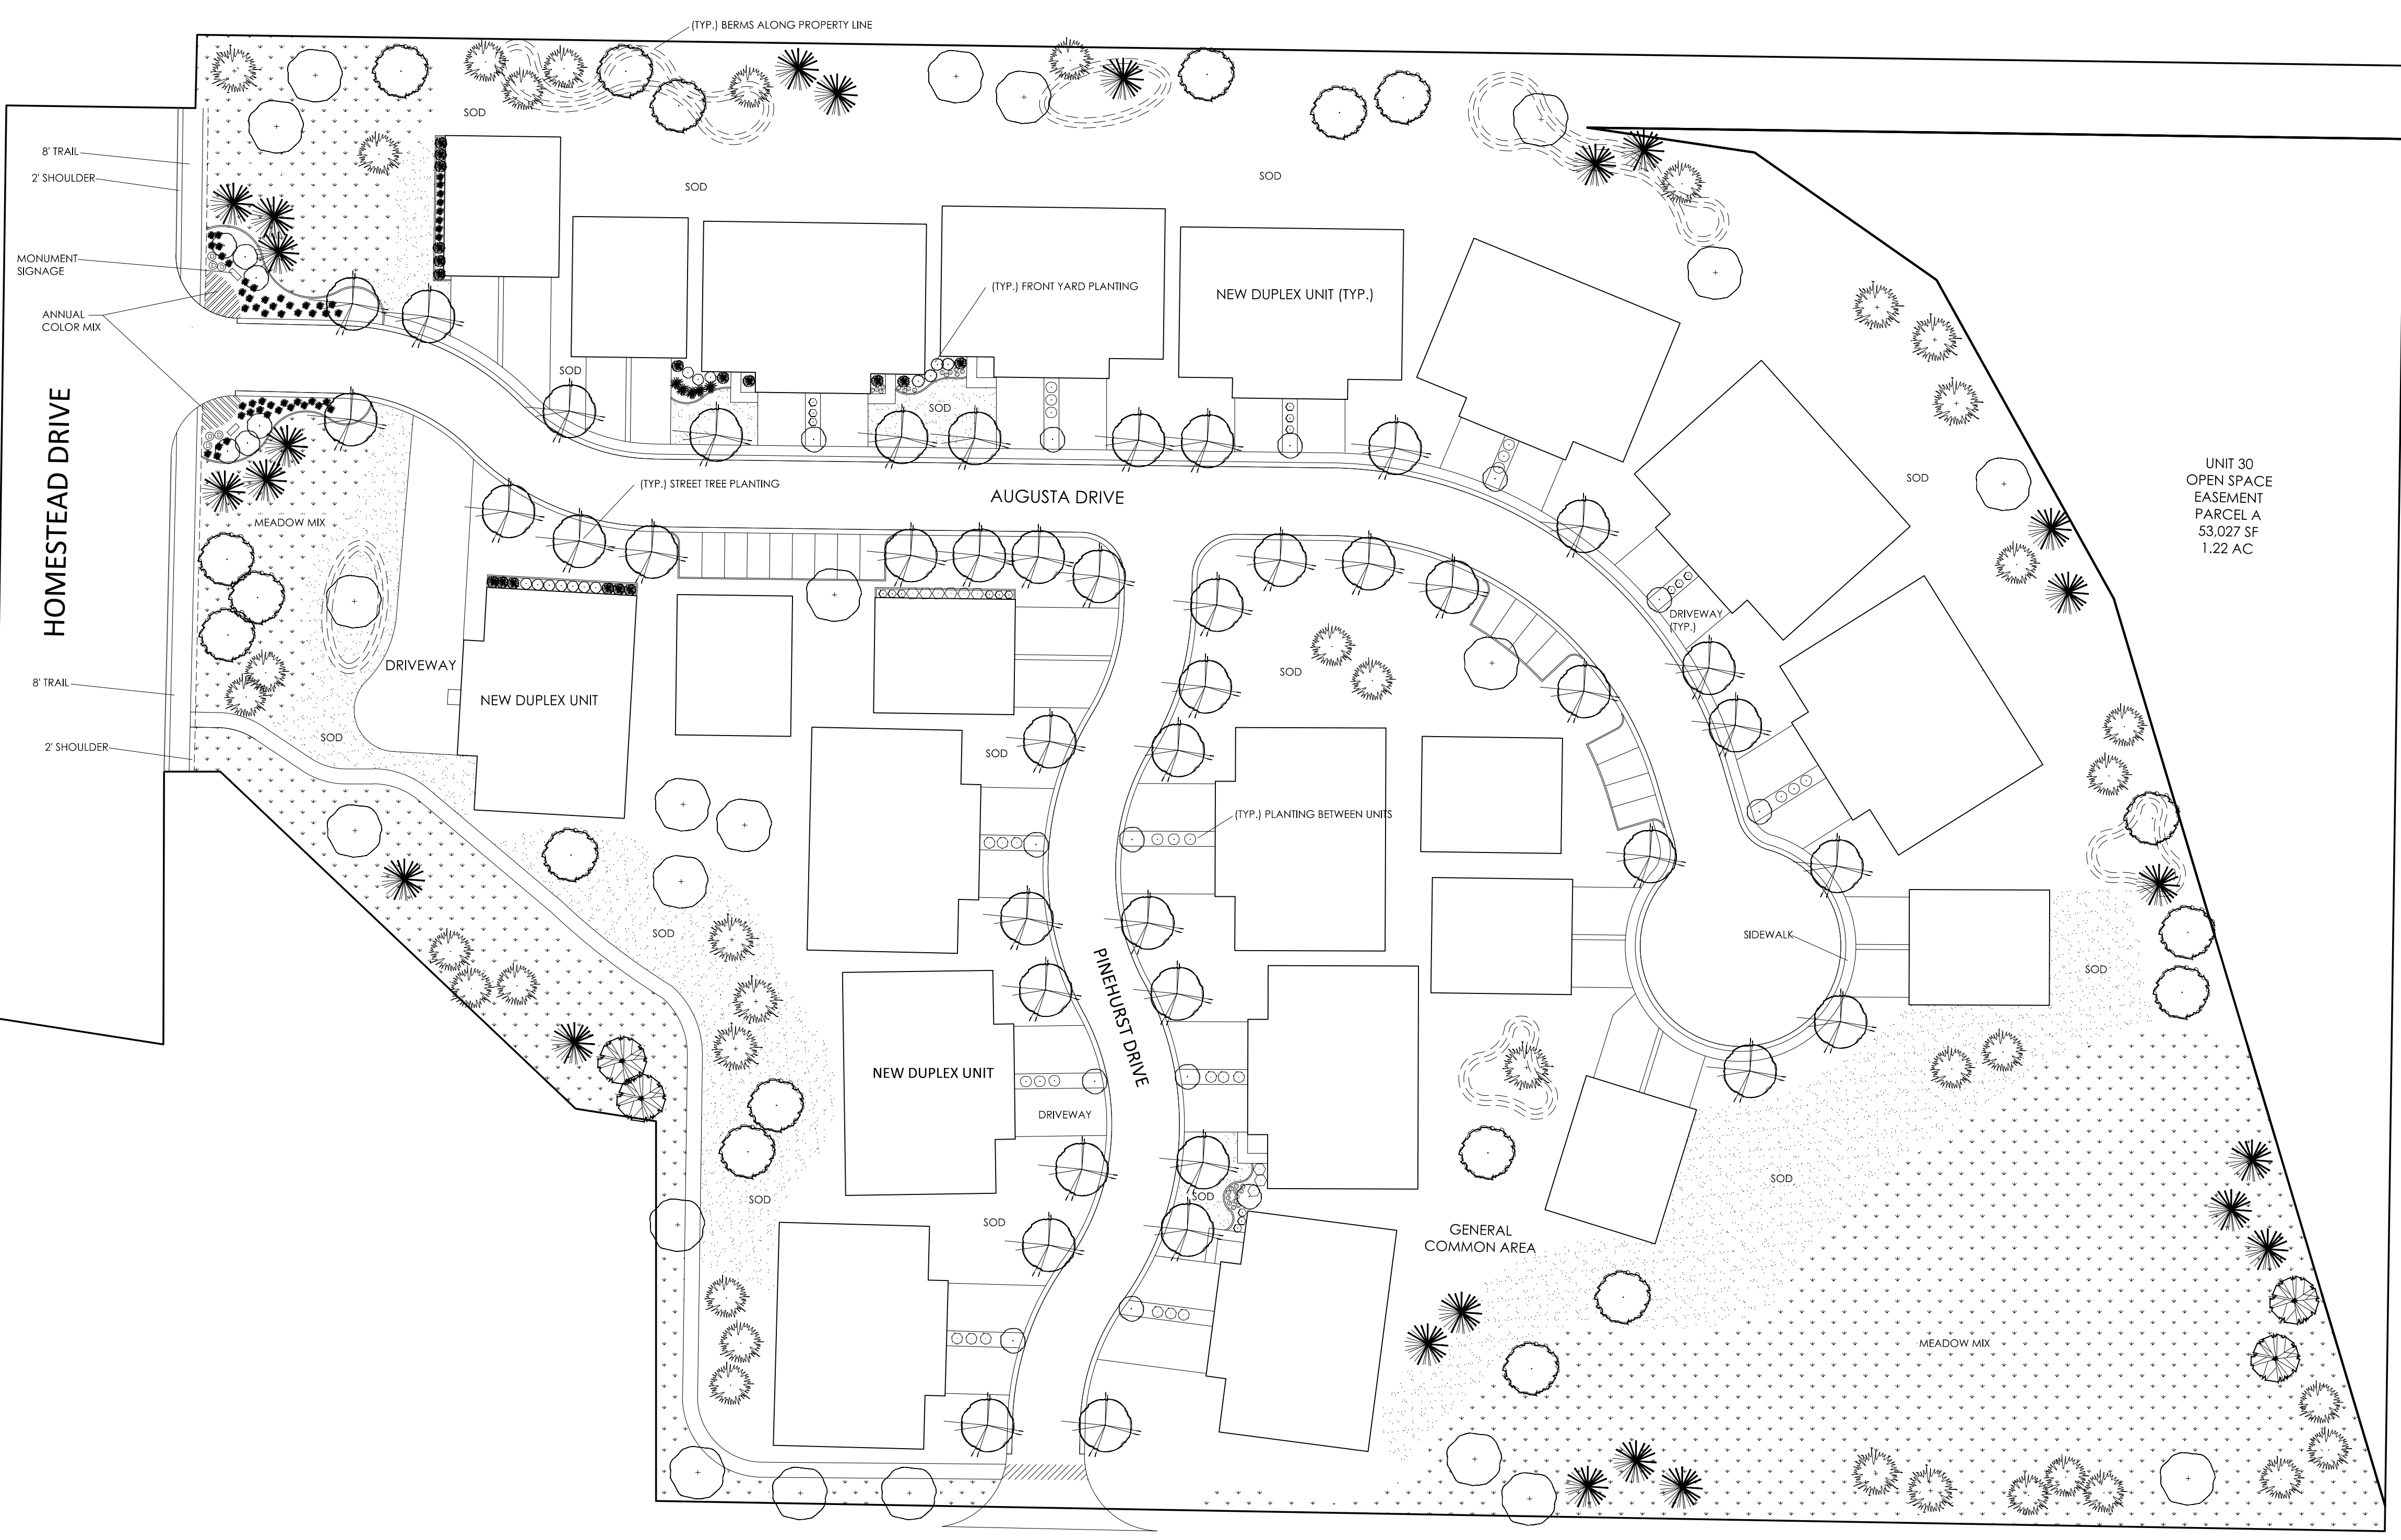 (TYP.) BERMS ALONG PROPERTY LINE
SOD
8' TRAIL
2' SHOULDER
SOD
SOD
MONUMENT
SIGNAGE
(TYP.) FRONT YARD PLANTING
NEW DUPLEX UNIT (TYP.)
ANNUAL
COLOR MIX
SOD
SOD
HOMESTEAD DRIVE
(TYP.) STREET TREE PLANTING
AUGUSTA DRIVE
SOD
UNIT 30
OPEN SPACE
EASEMENT
PARCEL A
53,027 SF
1.22 AC
MEADOW MIX
DRIVEWAY
(TYP.)
DRIVEWAY
SOD
8' TRAIL
NEW DUPLEX UNIT
SOD
2' SHOULDER
SOD
(TYP.) PLANTING BETWEEN UNITS
SOD
SIDEWALK
SOD
PINEHURST DRIVE
NEW DUPLEX UNIT
DRIVEWAY
SOD
SOD
SOD
SOD
GENERAL
COMMON AREA
MEADOW MIX